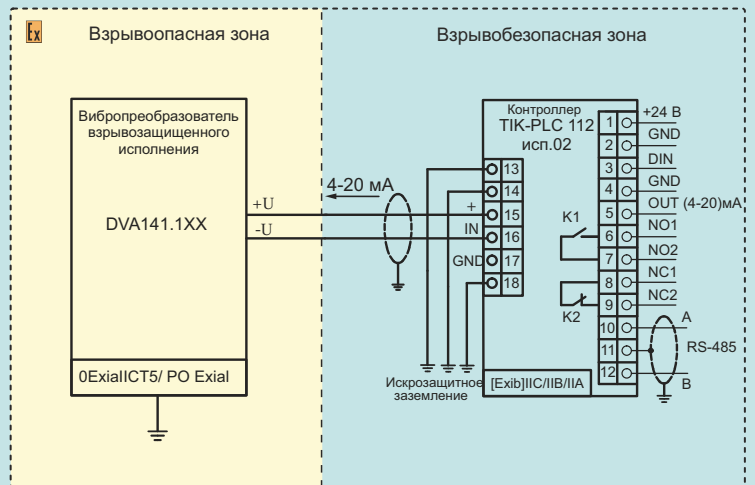 Ex
Взрывоопасная зона
Взрывобезопасная зона
Вибропреобразователь
взрывозащищенного
исполнения
DVA141.1XX
+U
-U
0ExiaIICT5/ PO ExiaI
4-20 мА
Контроллер
TIK-PLC 112
исп.02
13
14
+ 15
IN 16
GND 17
18
1 +24 В
2 GND
3 DIN
4 GND
5 OUT (4-20)мА
K1
6 NO1
7 NO2
8 NC1
9 NC2
K2
10 A
11 RS-485
12 B
Искрозащитное
заземление
[Exib]IIC/IIB/IIA